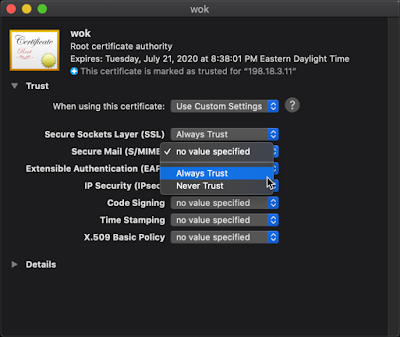 wok
Certificate
Root
wok
Root certificate authority
Expires: Tuesday, July 21, 2020 at 8:38:01 PM Eastern Daylight Time
This certificate is marked as trusted for "198.18.3.11"
Trust
When using this certificate: Use Custom Settings ?
Secure Sockets Layer (SSL) Always Trust
Secure Mail (S/MIME ✓ no value specified
Extensible Authentication (EAP Always Trust
IP Security (IPsec Never Trust
Code Signing no value specified
Time Stamping no value specified
X.509 Basic Policy no value specified
Details